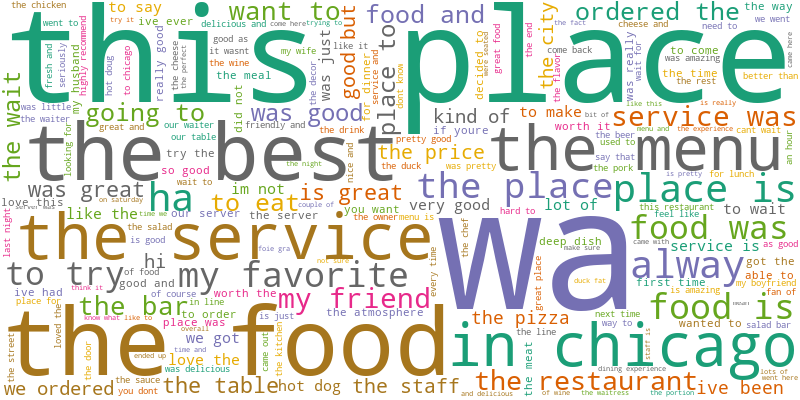 the chicken
to say
want to
food and
ordered the
the way
this place
went to
try it
delicious and
come here
trying to
cheese and
the fact
need to
we went
my husband
highly recommend
fresh and
seriously
to chicago
hot dog
ive ever
the cheese
the perfect
really good
good as
it wasnt
the wine
the meal
my wife
like it
the decor
was just
good but
for dinner
service and
place to
dont know
decided to
were seated
great food
the end
the flavor
come back
was amazing
the city
was really
wait for
to come
the time
the rest
better than
came here
the wait
was little
the waiter
going to
great and
our waiter
our table
did not
was good
friendly and
the drink
kind of
if youre
to make
worth it
the beer
used to
service was
like this
is really
bit of
menu and
the experience
cant wait
an hour
looking for
the best
so good
try the
wait to
the night
nice and
pretty good
the price
the duck
was pretty
the menu
say that
the pork
is pretty
for lunch
was great
love this
on saturday
server was
ha
im not
to eat
is great
couple of
the place
very good
lot of
hard to
place is
this restaurant
feel like
to wait
last night
like the
time we
our server
the server
you want
the owner
menu is
the service
the salad
is good
foie gra
not sure
wa
the chef
every time
great place
deep dish
make sure
food was
came with
service is
as good
alway
got the
able to
first time
is amazing
my boyfriend
fan of
to try
hi
of food
good and
my favorite
ive had
place for
of course
worth the
my friend
the bar
in line
to order
place was
is just
the atmosphere
food is
next time
way to
wanted to
salad bar
mean
the food
the street
loved the
know what
like to
think it
the door
overall
ended up
time and
was delicious
we got
love the
came out
the kitchen
the pizza
the line
the meat
in chicago
staff is
dining experience
lots of
went here
we ordered
the sauce
you dont
the table
hot dog
the staff
and delicious
the restaurant
of wine
the waitress
the portion
duck fat
ive been